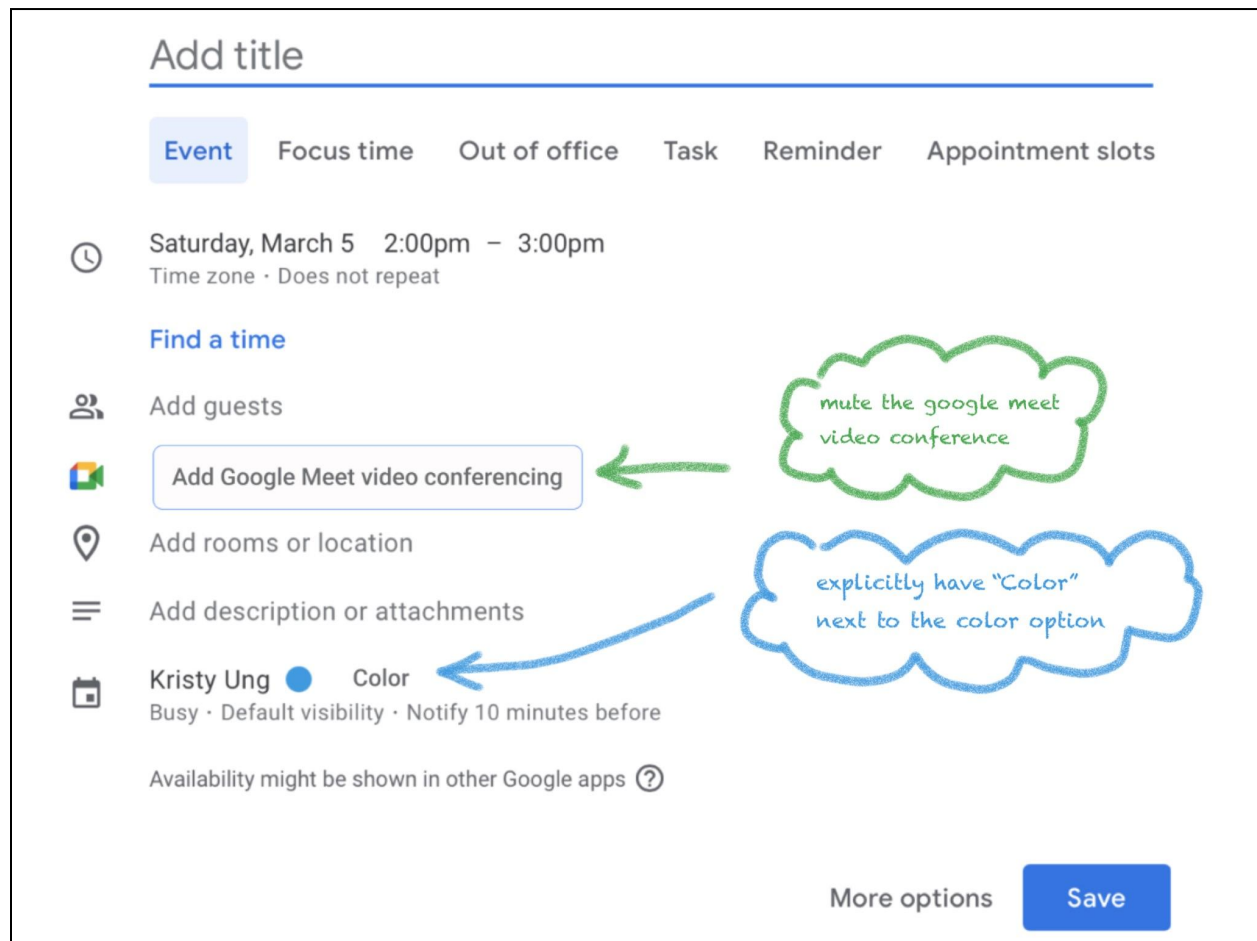 Add title
Event Focus time Out of office Task Reminder Appointment slots
Saturday, March 5 2:00pm – 3:00pm
Time zone · Does not repeat
Find a time
Add guests
mute the google meet
video conference
Add Google Meet video conferencing
Add rooms or location
explicitly have “Color”
next to the color option
Add description or attachments
Kristy Ung Color
Busy · Default visibility · Notify 10 minutes before
Availability might be shown in other Google apps ?
More options Save